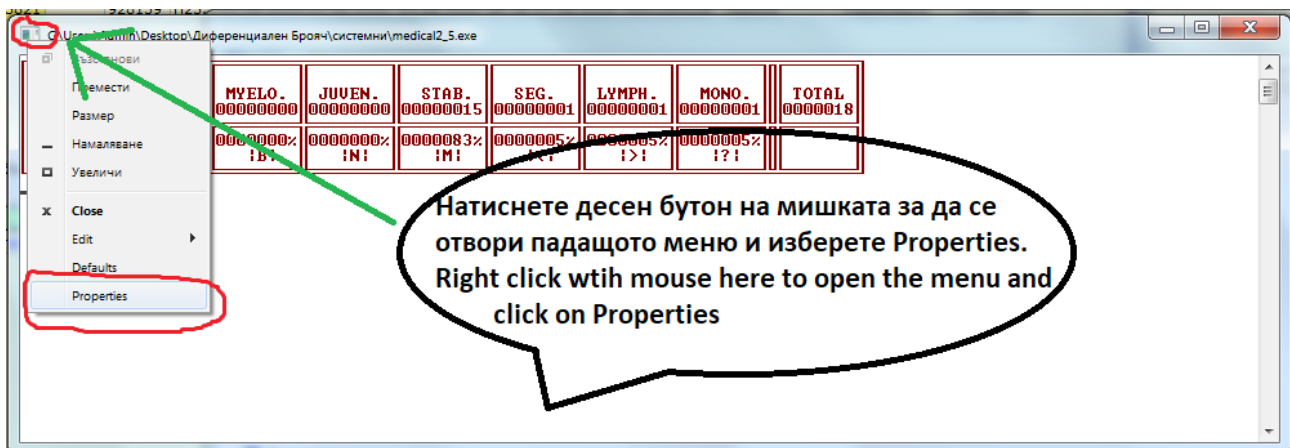 C:\Users\Admin\Desktop\Диференциален Брояч\системни\medical2_5.exe
Премести
Размер
Намаляване
Увеличи
Close
Edit
Defaults
Properties
MYELO. JUVEN. STAB. SEG. LYMPH. MONO. TOTAL
00000000 00000000 00000015 00000001 00000001 00000001 0000018
0000000% 0000000% 0000083% 0000005% 0000005% 0000005%
¦B¦ ¦N¦ ¦M¦ ¦<¦ ¦>¦ ¦?¦
Натиснете десен бутон на мишката за да се
отвори падащото меню и изберете Properties.
Right click wtih mouse here to open the menu and
click on Properties